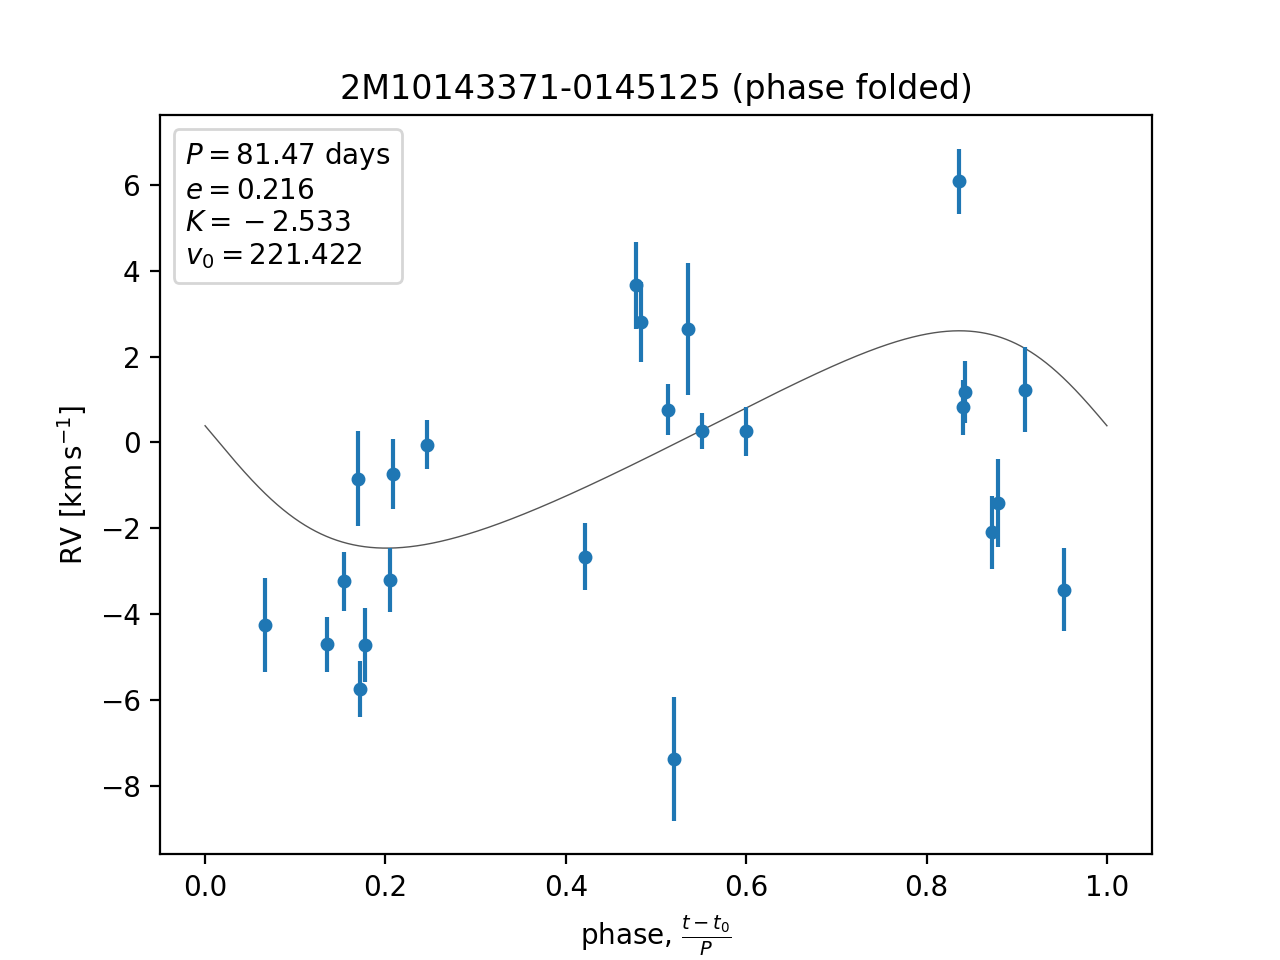 2M10143371-0145125 (phase folded)
P = 81.47 days
e = 0.216
K = −2.533
v₀ = 221.422
6
4
2
0
−2
−4
−6
−8
RV [km s⁻¹]
0.0 0.2 0.4 0.6 0.8 1.0
phase, (t − t₀)/P